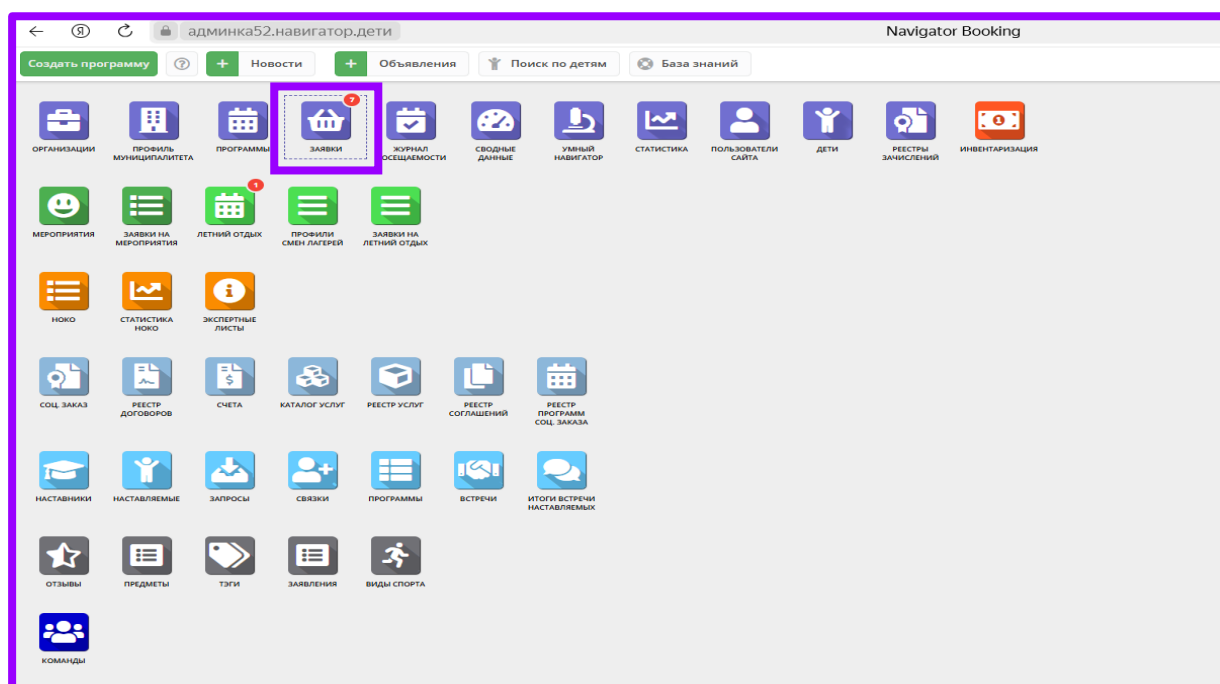 админка52.навигатор.дети
Navigator Booking
Создать программу
?
+ Новости
+ Объявления
Поиск по детям
База знаний
7
ОРГАНИЗАЦИИ
ПРОФИЛЬ
МУНИЦИПАЛИТЕТА
ПРОГРАММЫ
ЗАЯВКИ
ЖУРНАЛ
ОСЕЩАЕМОСТИ
СВОДНЫЕ
ДАННЫЕ
УМНЫЙ
НАВИГАТОР
СТАТИСТИКА
ПОЛЬЗОВАТЕЛИ
САЙТА
ДЕТИ
РЕЕСТРЫ
ЗАЧИСЛЕНИЙ
ИНВЕНТАРИЗАЦИЯ
1
МЕРОПРИЯТИЯ
ЗАЯВКИ НА
МЕРОПРИЯТИЯ
ЛЕТНИЙ ОТДЫХ
ПРОФИЛИ
СМЕН ЛАГЕРЕЙ
ЗАЯВКИ НА
ЛЕТНИЙ ОТДЫХ
НОКО
СТАТИСТИКА
НОКО
ЭКСПЕРТНЫЕ
ЛИСТЫ
СОЦ. ЗАКАЗ
РЕЕСТР
ДОГОВОРОВ
СЧЕТА
КАТАЛОГ УСЛУГ
РЕЕСТР УСЛУГ
РЕЕСТР
СОГЛАШЕНИЙ
РЕЕСТР
ПРОГРАММ
СОЦ. ЗАКАЗА
НАСТАВНИКИ
НАСТАВЛЯЕМЫЕ
ЗАПРОСЫ
СВЯЗКИ
ПРОГРАММЫ
ВСТРЕЧИ
ИТОГИ ВСТРЕЧИ
НАСТАВЛЯЕМЫХ
ОТЗЫВЫ
ПРЕДМЕТЫ
ТЭГИ
ЗАЯВЛЕНИЯ
ВИДЫ СПОРТА
КОМАНДЫ